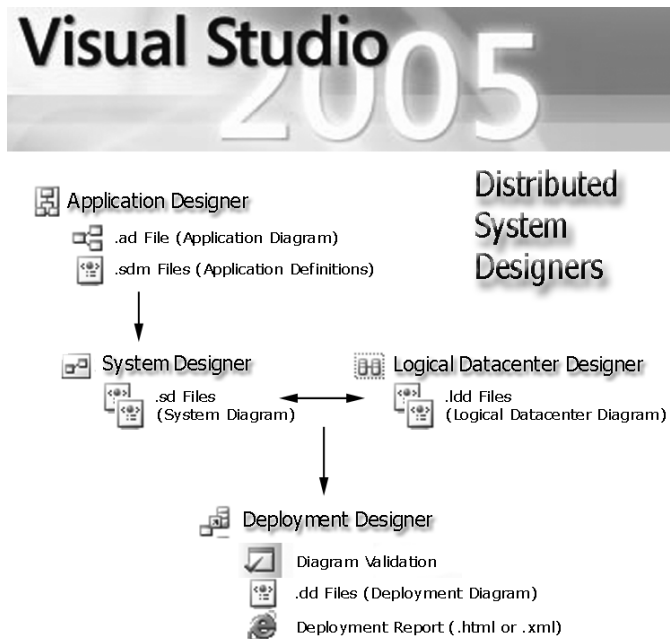 Visual Studio
2005
Distributed
System
Designers
Application Designer
.ad File (Application Diagram)
.sdm Files (Application Definitions)
System Designer
.sd Files
(System Diagram)
Logical Datacenter Designer
.ldd Files
(Logical Datacenter Diagram)
Deployment Designer
Diagram Validation
.dd Files (Deployment Diagram)
Deployment Report (.html or .xml)